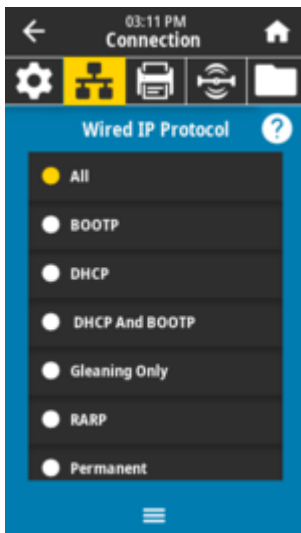 03:11 PM
Connection
Wired IP Protocol ?
All
BOOTP
DHCP
DHCP And BOOTP
Gleaning Only
RARP
Permanent